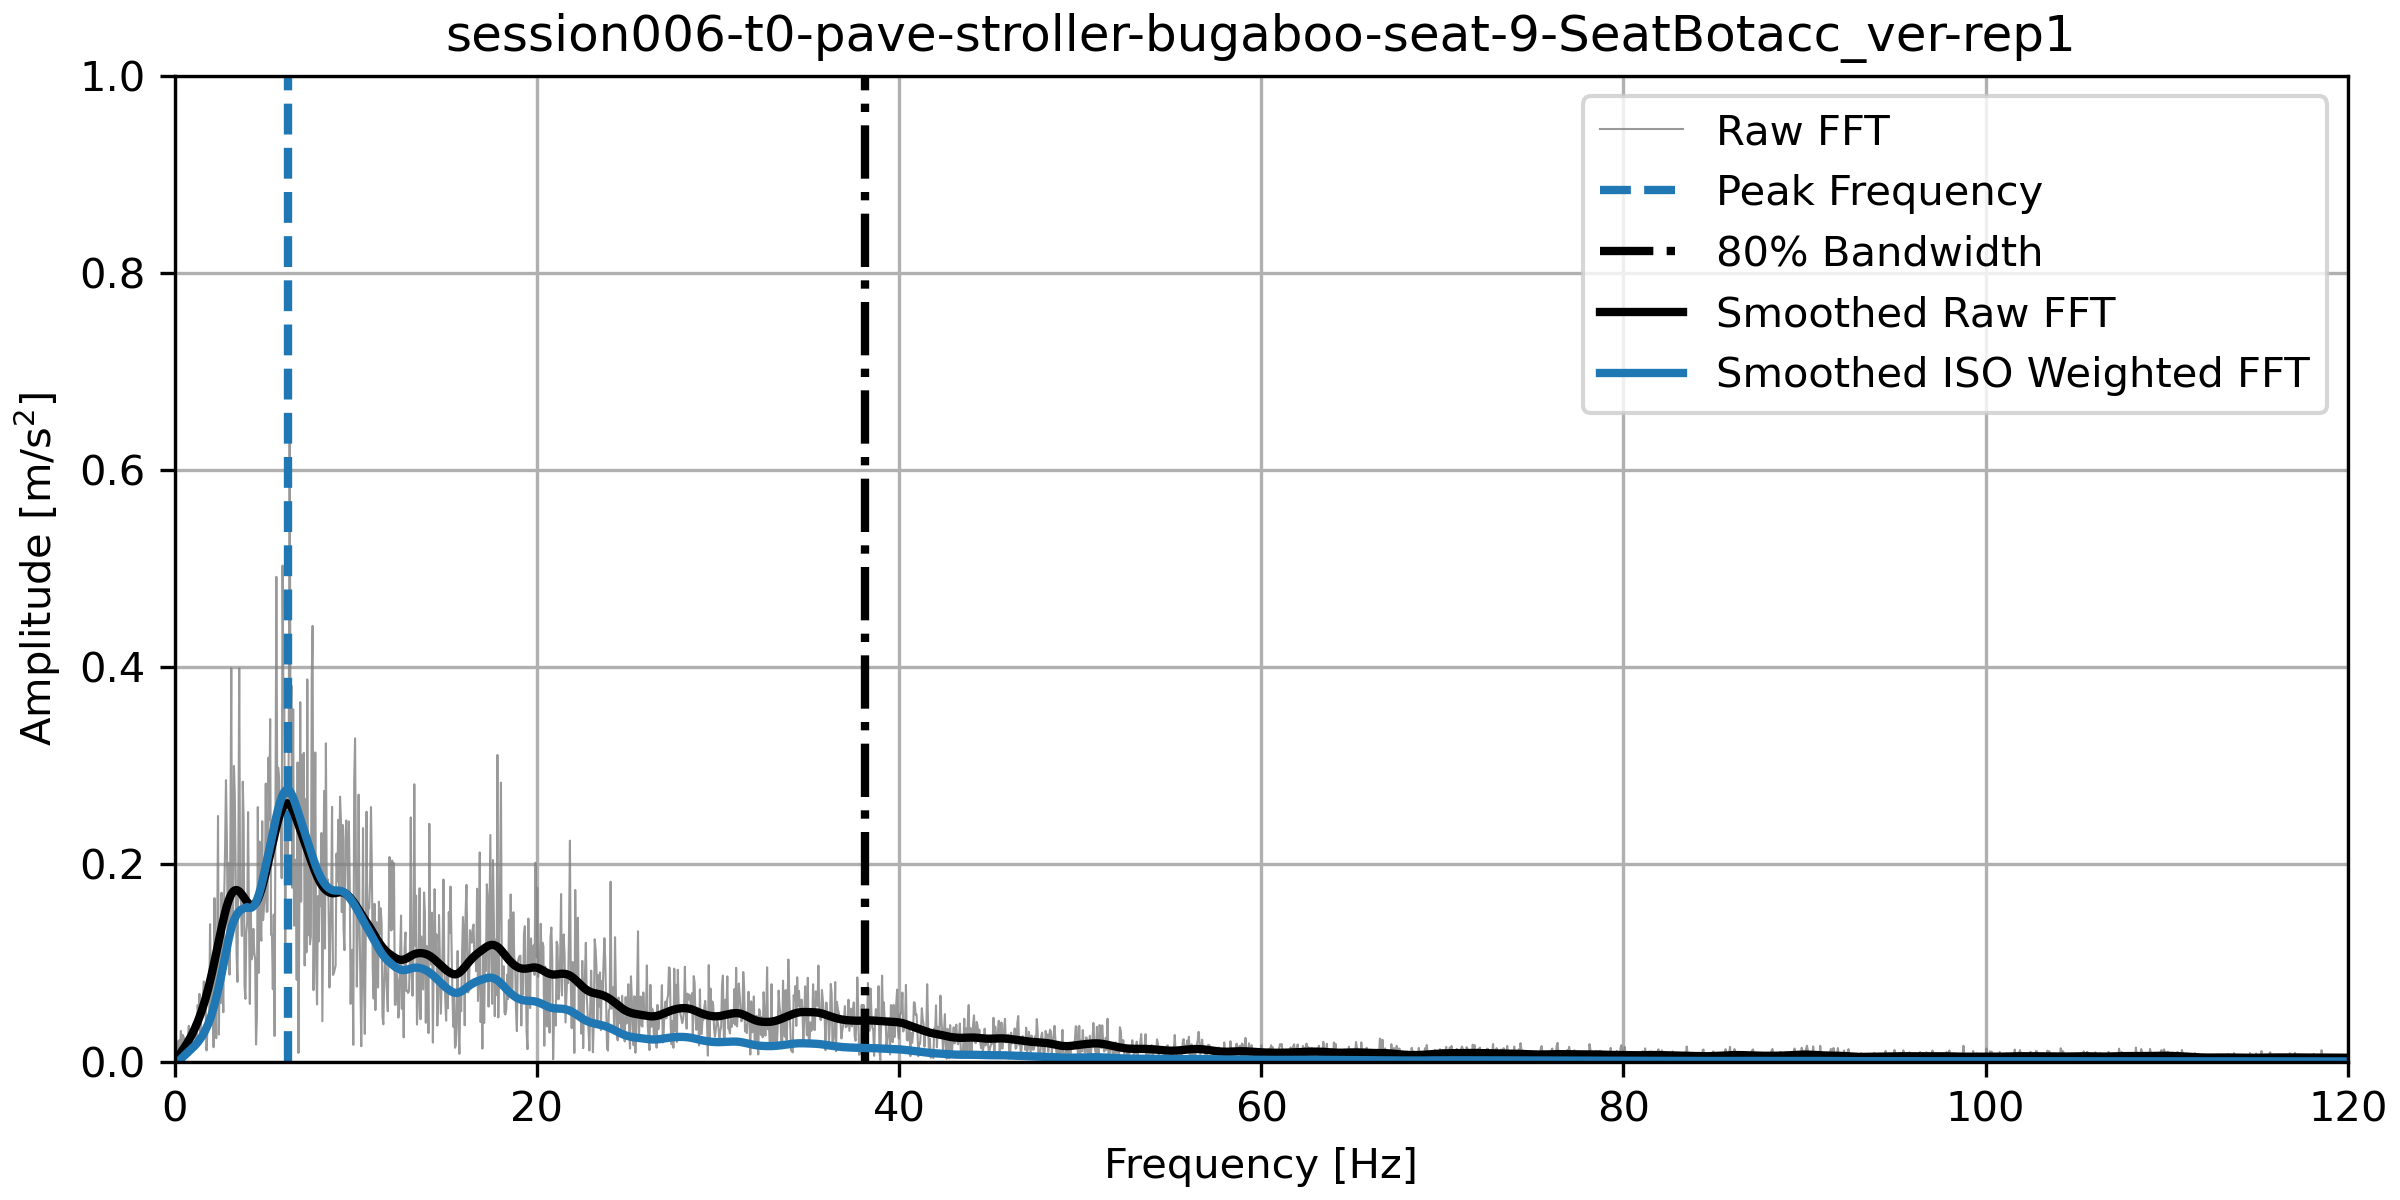 session006-t0-pave-stroller-bugaboo-seat-9-SeatBotacc_ver-rep1
1.0
0.8
0.6
0.4
0.2
0.0
Amplitude [m/s²]
Raw FFT
Peak Frequency
80% Bandwidth
Smoothed Raw FFT
Smoothed ISO Weighted FFT
0 20 40 60 80 100 120
Frequency [Hz]